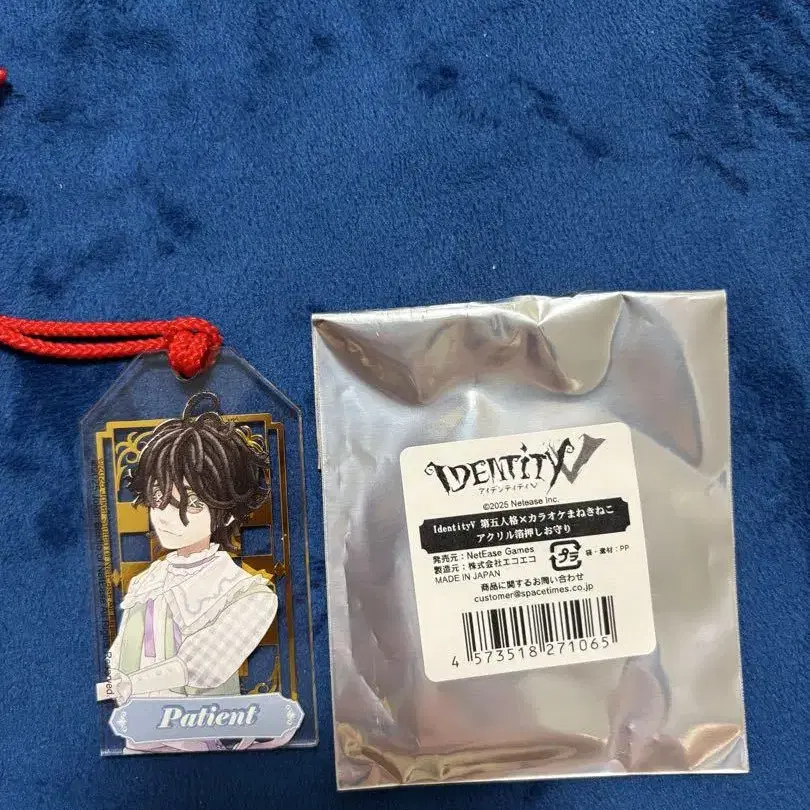 Patient
IDENTITY V
アイデンティティV
©2025 Netease Inc.
IdentityV 第五人格×カラオケまねきねこ
アクリル箔押しお守り
発売元：NetEase Games
製造元：株式会社エコエコ
MADE IN JAPAN
プラ
袋・素材：PP
商品に関するお問い合わせ
customer@spacetimes.co.jp
4 573518 271065